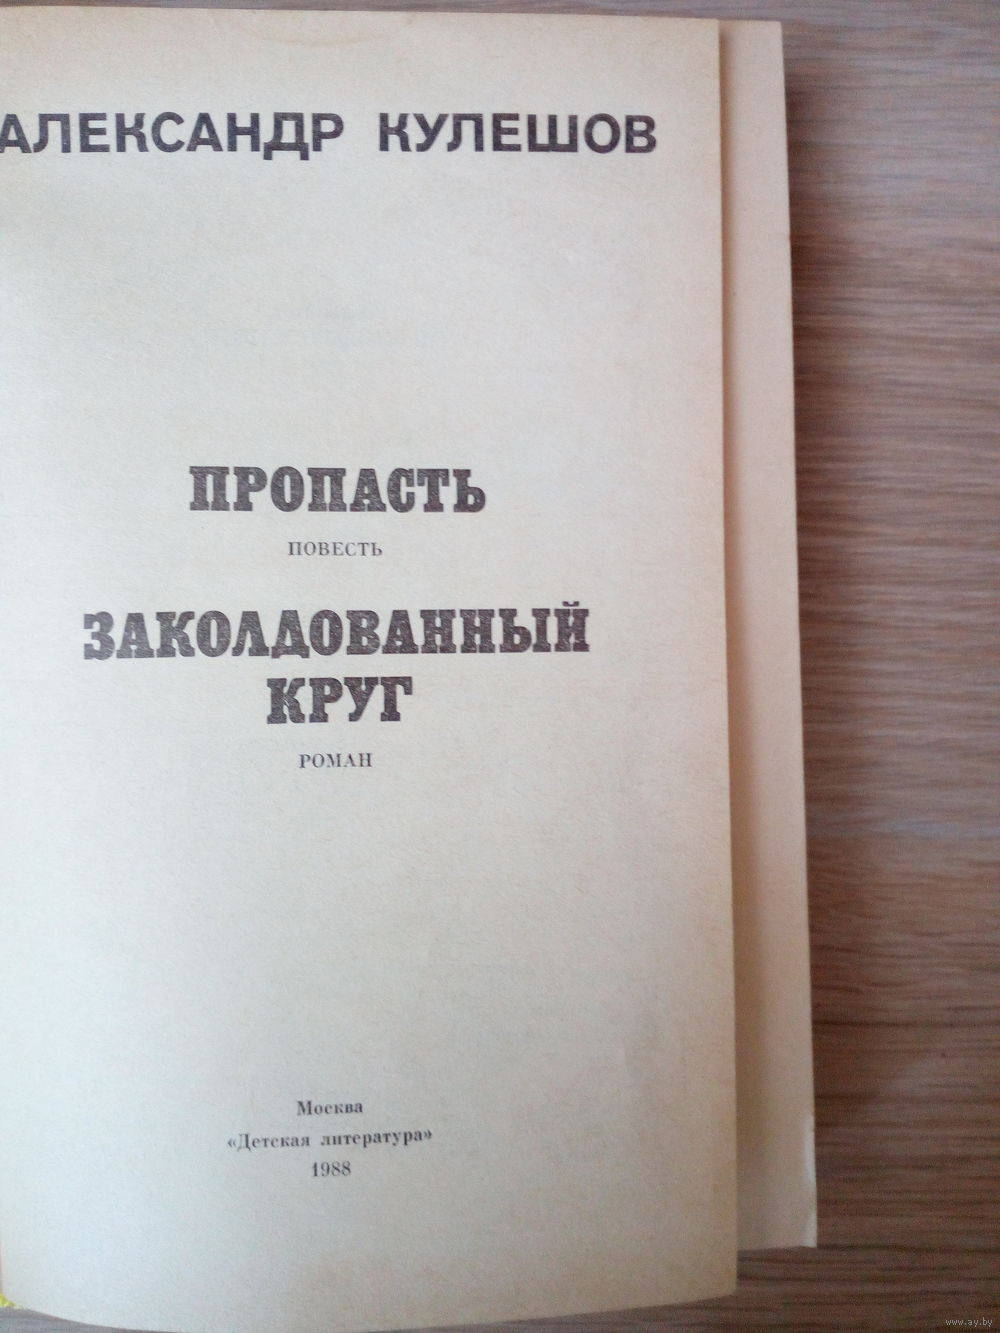 АЛЕКСАНДР КУЛЕШОВ
ПРОПАСТЬ
ПОВЕСТЬ
ЗАКОЛДОВАННЫЙ
КРУГ
РОМАН
Москва
«Детская литература»
1988
www.ay.by